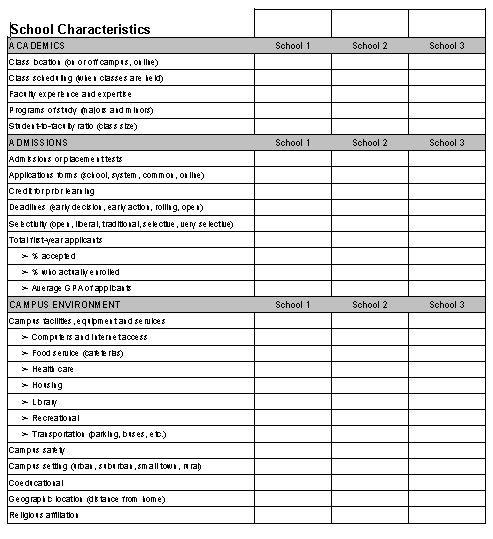 School Characteristics
ACADEMICS School 1 School 2 School 3
Class location (on or off campus, online)
Class scheduling (when classes are held)
Faculty experience and expertise
Programs of study (majors and minors)
Student-to-faculty ratio (class size)
ADMISSIONS School 1 School 2 School 3
Admissions or placement tests
Applications forms (school, system, common, online)
Credit for prior learning
Deadlines (early decision, early action, rolling, open)
Selectivity (open, liberal, traditional, selective, very selective)
Total first-year applicants
➢ % accepted
➢ % who actually enrolled
➢ Average GPA of applicants
CAMPUS ENVIRONMENT School 1 School 2 School 3
Campus facilities, equipment and services
➢ Computers and Internet access
➢ Food service (cafeterias)
➢ Health care
➢ Housing
➢ Library
➢ Recreational
➢ Transportation (parking, buses, etc.)
Campus safety
Campus setting (urban, suburban, small town, rural)
Coeducational
Geographic location (distance from home)
Religious affiliation